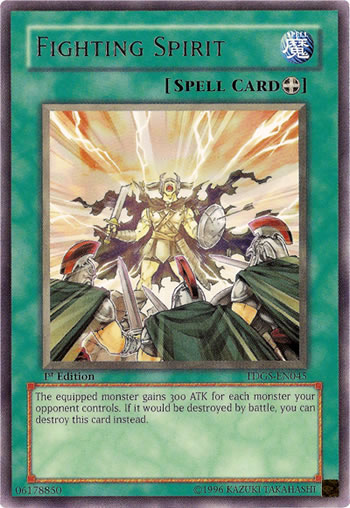 FIGHTING SPIRIT
SPELL
魔
[SPELL CARD]
1st Edition
TDGS-EN045
The equipped monster gains 300 ATK for each monster your
opponent controls. If it would be destroyed by battle, you can
destroy this card instead.
06178850
©1996 KAZUKI TAKAHASHI